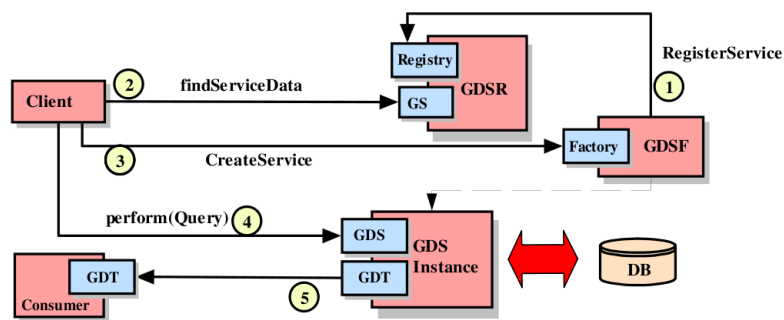 Registry
RegisterService
2
findServiceData
GDSR
1
Client
GS
3
CreateService
Factory
GDSF
perform(Query)
4
GDS
GDS
Instance
GDT
GDT
DB
Consumer
5